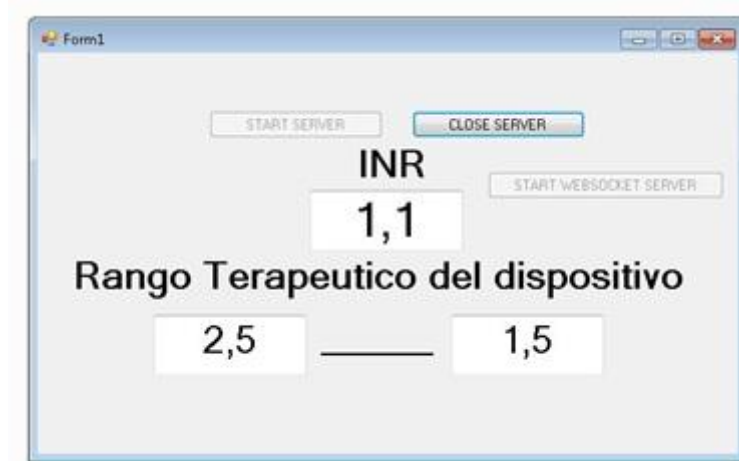 Form1
START SERVER CLOSE SERVER
INR
START WEBSOCKET SERVER
1,1
Rango Terapeutico del dispositivo
2,5 1,5